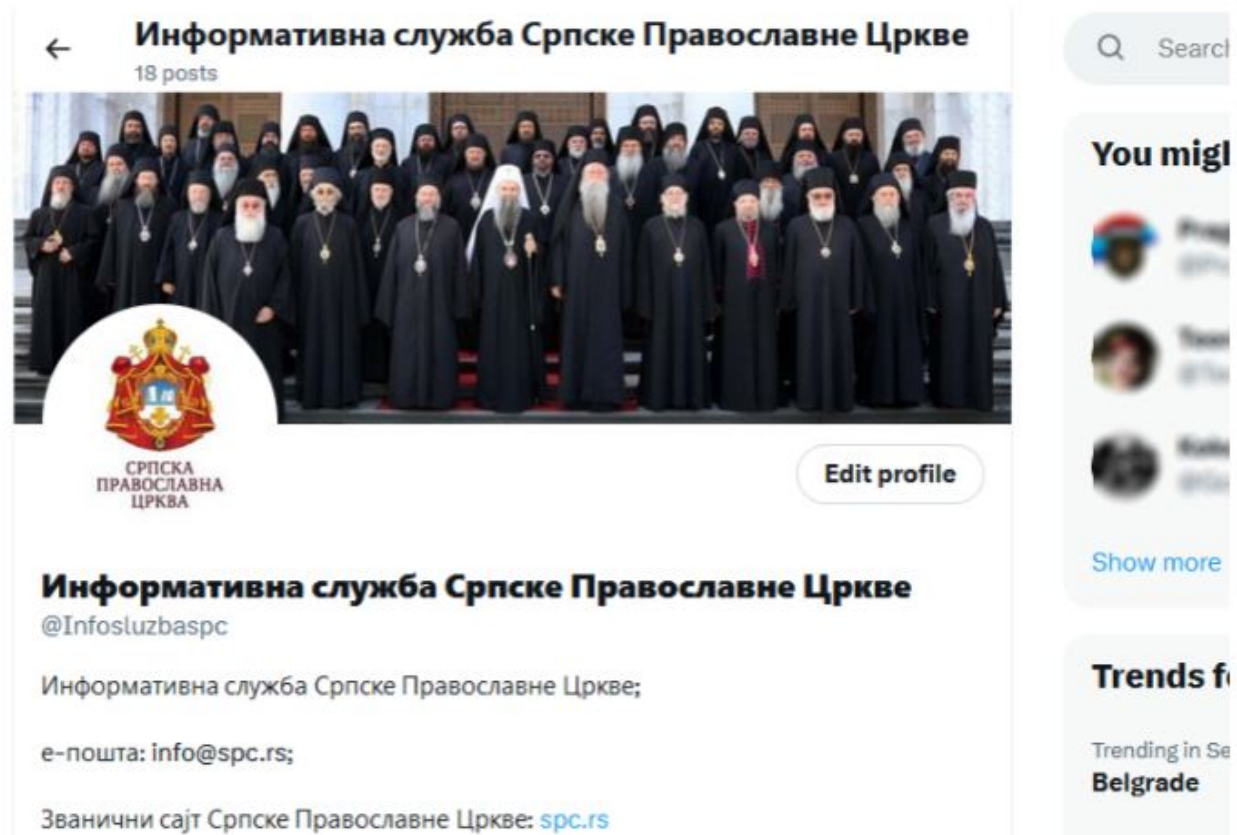 Информативна служба Српске Православне Цркве
18 posts
Search
You migh
СРПСКА
ПРАВОСЛАВНА
ЦРКВА
Edit profile
Show more
Информативна служба Српске Православне Цркве
@Infosluzbaspc
Информативна служба Српске Православне Цркве;
е-пошта: info@spc.rs;
Званични сајт Српске Православне Цркве: spc.rs
Trends fo
Trending in Se
Belgrade